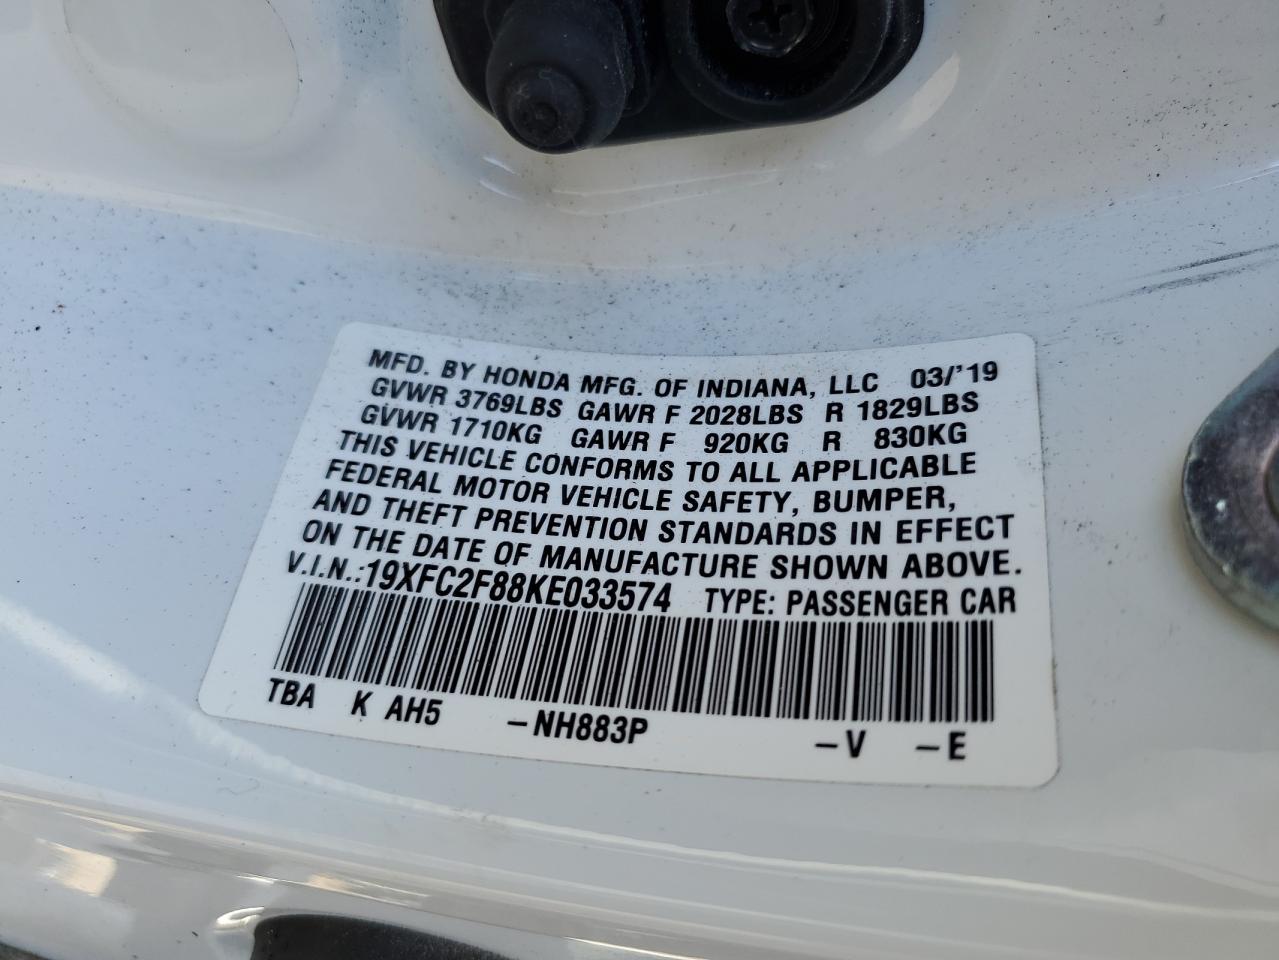 MFD. BY HONDA MFG. OF INDIANA, LLC 03/'19
GVWR 3769LBS GAWR F 2028LBS R 1829LBS
GVWR 1710KG GAWR F 920KG R 830KG
THIS VEHICLE CONFORMS TO ALL APPLICABLE
FEDERAL MOTOR VEHICLE SAFETY, BUMPER,
AND THEFT PREVENTION STANDARDS IN EFFECT
ON THE DATE OF MANUFACTURE SHOWN ABOVE.
V.I.N.:19XFC2F88KE033574 TYPE: PASSENGER CAR
TBA K AH5 -NH883P -V -E